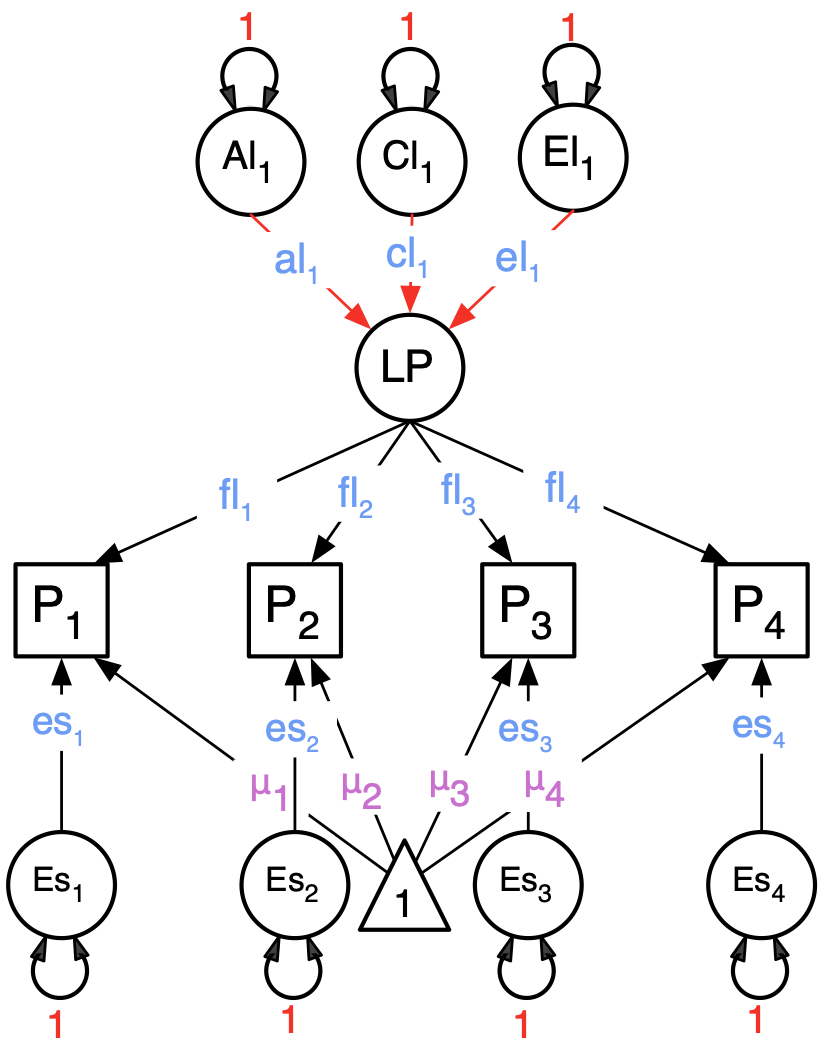 1 1 1
Al₁ Cl₁ El₁
al₁ cl₁ el₁
LP
fl₁ fl₂ fl₃ fl₄
P₁ P₂ P₃ P₄
es₁ es₂ es₃ es₄
μ₁ μ₂ μ₃ μ₄
Es₁ Es₂ 1 Es₃ Es₄
1 1 1 1